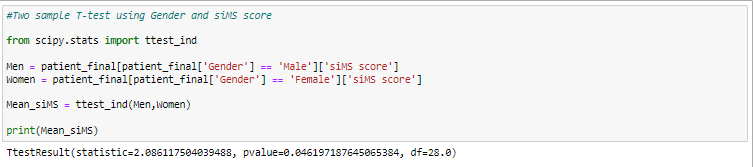 #Two sample T-test using Gender and siMS score
from scipy.stats import ttest_ind
Men = patient_final[patient_final['Gender'] == 'Male']['siMS score']
Women = patient_final[patient_final['Gender'] == 'Female']['siMS score']
Mean_siMS = ttest_ind(Men,Women)
print(Mean_siMS)
TtestResult(statistic=2.086117504039488, pvalue=0.046197187645065384, df=28.0)